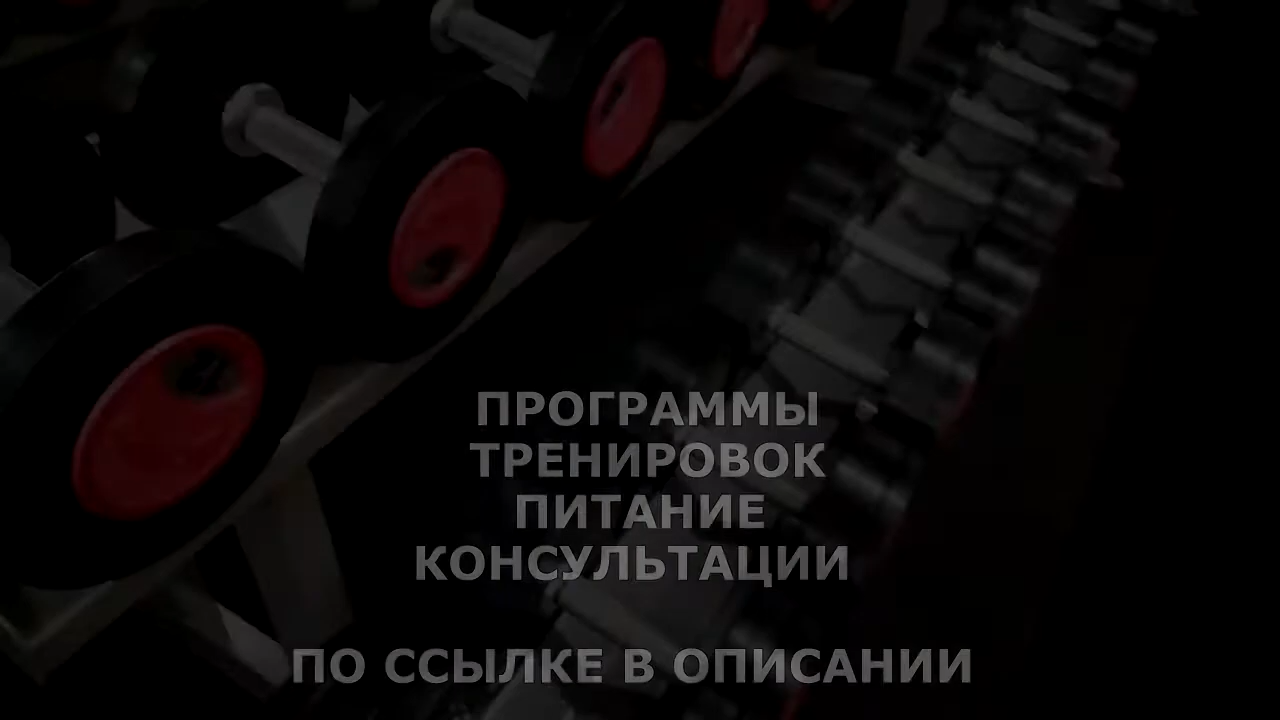 ПРОГРАММЫ
ТРЕНИРОВОК
ПИТАНИЕ
КОНСУЛЬТАЦИИ
ПО ССЫЛКЕ В ОПИСАНИИ